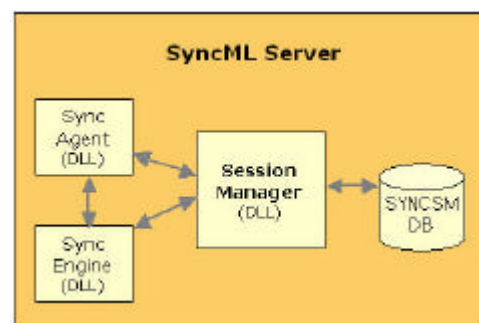 SyncML Server
Sync
Agent
(DLL)
Session
Manager
(DLL)
SYNCSM
DB
Sync
Engine
(DLL)